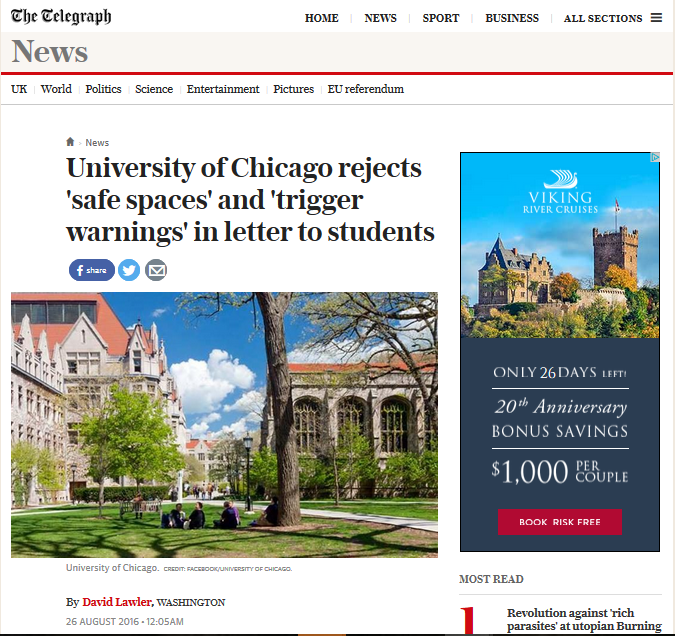 The Telegraph
HOME NEWS SPORT BUSINESS ALL SECTIONS
News
UK World Politics Science Entertainment Pictures EU referendum
News
University of Chicago rejects
'safe spaces' and 'trigger
warnings' in letter to students
f share
VIKING
RIVER CRUISES
ONLY 26 DAYS LEFT!
20th Anniversary
BONUS SAVINGS
$1,000 PER
COUPLE
BOOK RISK FREE
University of Chicago. CREDIT: FACEBOOK/UNIVERSITY OF CHICAGO.
By David Lawler, WASHINGTON
26 AUGUST 2016 • 12:05AM
MOST READ
1 Revolution against 'rich
parasites' at utopian Burning